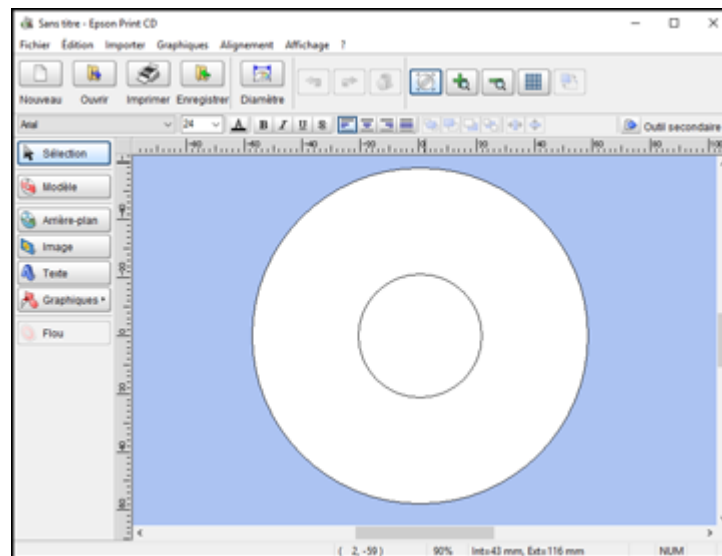 Sans titre - Epson Print CD
Fichier Édition Importer Graphiques Alignement Affichage ?
Nouveau Ouvrir Imprimer Enregistrer Diamètre
Arial 24 A B I U S Outil secondaire
Sélection
Modèle
Arrière-plan
Image
Texte
Graphiques
Flou
( 2, -59 ) 90% Int=43 mm, Ext=116 mm NUM